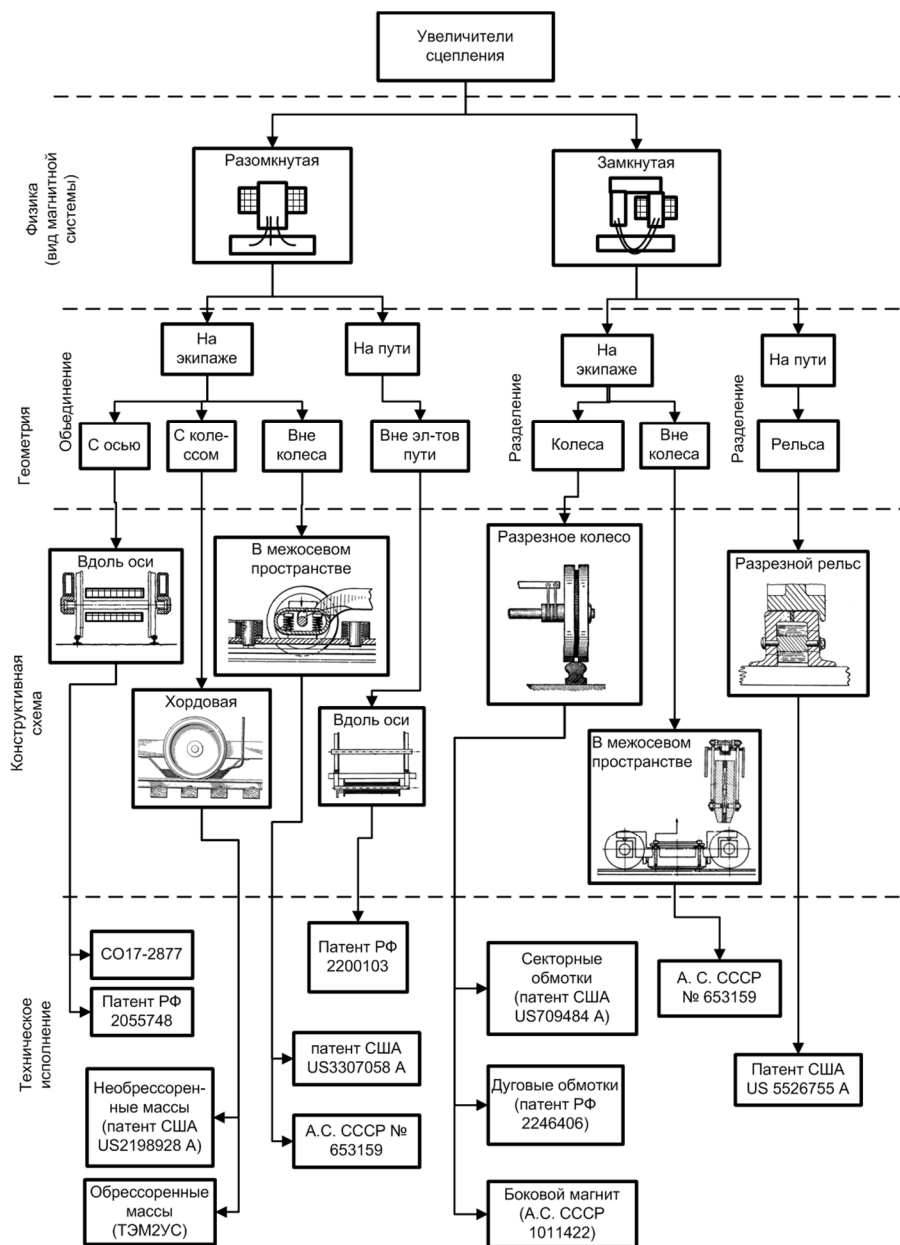 Увеличители
сцепления
Физика
(вид магнитной
системы)
Разомкнутая
Замкнутая
Геометрия
Обьединение
На
экипаже
На пути
Разделение
На
экипаже
Разделение
На пути
С осью
С коле-
ссом
Вне
колеса
Вне эл-тов
пути
Колеса
Вне
колеса
Рельса
Конструктивная
схема
Вдоль оси
В межосевом
пространстве
Разрезное колесо
Разрезной рельс
Хордовая
Вдоль оси
В межосевом
пространстве
Техническое
исполнение
СО17-2877
Патент РФ
2055748
Необрессорен-
ные массы
(патент США
US2198928 A)
Обрессоренные
массы
(ТЭМ2УС)
Патент РФ
2200103
патент США
US3307058 A
А.С. СССР №
653159
Секторные
обмотки
(патент США
US709484 A)
Дуговые обмотки
(патент РФ
2246406)
Боковой магнит
(А.С. СССР
1011422)
А. С. СССР
№ 653159
Патент США
US 5526755 A